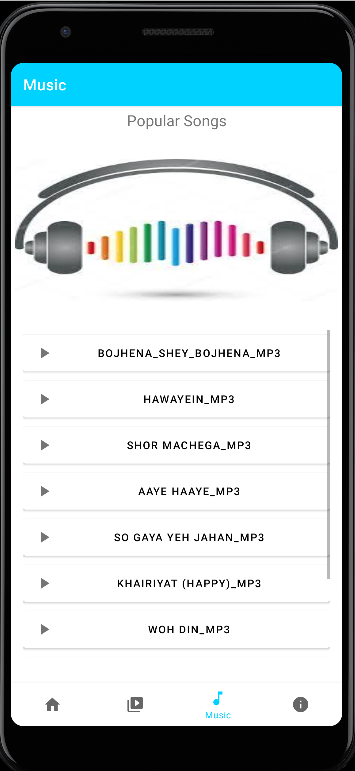 Music
Popular Songs
BOJHENA_SHEY_BOJHENA_MP3
HAWAYEIN_MP3
SHOR MACHEGA_MP3
AAYE HAAYE_MP3
SO GAYA YEH JAHAN_MP3
KHAIRIYAT (HAPPY)_MP3
WOH DIN_MP3
Music